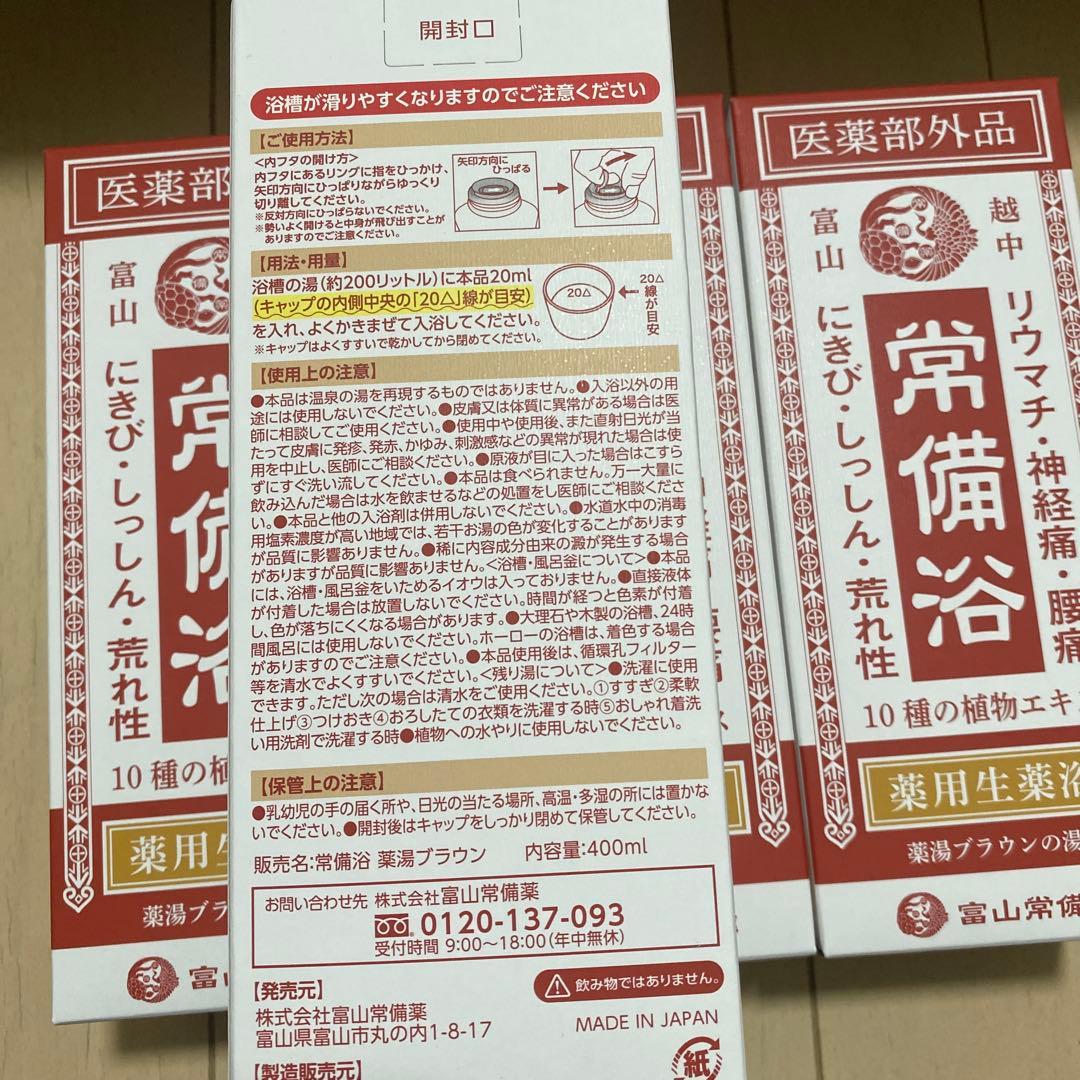 開封口
浴槽が滑りやすくなりますのでご注意ください
【ご使用方法】
<内フタの開け方>
内フタにあるリングに指をひっかけ、
矢印方向にひっぱりながらゆっくり
切り離してください。
※反対方向にひっぱらないでください。
※勢いよく開けると中身が飛び出すことが
ありますのでご注意ください。
矢印方向に
ひっぱる
【用法・用量】
浴槽の湯(約200リットル)に本品20ml
(キャップの内側中央の「20△」線が目安)
を入れ、よくかきまぜて入浴してください。
※キャップはよくすすいで乾かしてから閉めてください。
20△
20△
線が目安
【使用上の注意】
●本品は温泉の湯を再現するものではありません。●入浴以外の用
途には使用しないでください。●皮膚又は体質に異常がある場合は医
師に相談してご使用ください。●使用中や使用後、また直射日光が当
たって皮膚に発疹、発赤、かゆみ、刺激感などの異常が現れた場合は使
用を中止し、医師にご相談ください。●原液が目に入った場合はこすら
ずにすぐ洗い流してください。●本品は食べられません。万一大量に
飲み込んだ場合は水を飲ませるなどの処置をし医師にご相談くださ
い。●本品と他の入浴剤は併用しないでください。●水道水中の消毒
用塩素濃度が高い地域では、若干お湯の色が変化することがあります
が品質に影響ありません。●稀に内容成分由来の澱が発生する場合
がありますが品質に影響ありません。<浴槽・風呂釜について>●本品
には、浴槽・風呂釜をいためるイオウは入っておりません。●直接液体
が付着した場合は放置しないでください。時間が経つと色素が付着
し、色が落ちにくくなる場合があります。●大理石や木製の浴槽、24時
間風呂には使用しないでください。ホーローの浴槽は、着色する場合
がありますのでご注意ください。●本品使用後は、循環孔フィルター
等を清水でよくすすいでください。<残り湯について>●洗濯に使用
できます。ただし次の場合は清水をご使用ください。①すすぎ②柔軟
仕上げ③つけおき④おろしたての衣類を洗濯する時⑤おしゃれ着洗
い用洗剤で洗濯する時●植物への水やりに使用しないでください。
【保管上の注意】
●乳幼児の手の届く所や、日光の当たる場所、高温・多湿の所には置かな
いでください。●開封後はキャップをしっかり閉めて保管してください。
販売名:常備浴 薬湯ブラウン 内容量:400ml
お問い合わせ先 株式会社富山常備薬
0120-137-093
受付時間 9:00〜18:00(年中無休)
飲み物ではありません。
【発売元】
株式会社富山常備薬
富山県富山市丸の内1-8-17
MADE IN JAPAN
【製造販売元】
紙
医薬部
富山
にきび・しっしん・荒れ性
常備浴
10種の植
薬用生
薬湯ブラ
富山
医薬部外品
越中
富山
リウマチ・神経痛・腰痛
常備浴
にきび・しっしん・荒れ性
10種の植物エキ
薬用生薬浴
薬湯ブラウンの湯
富山常備